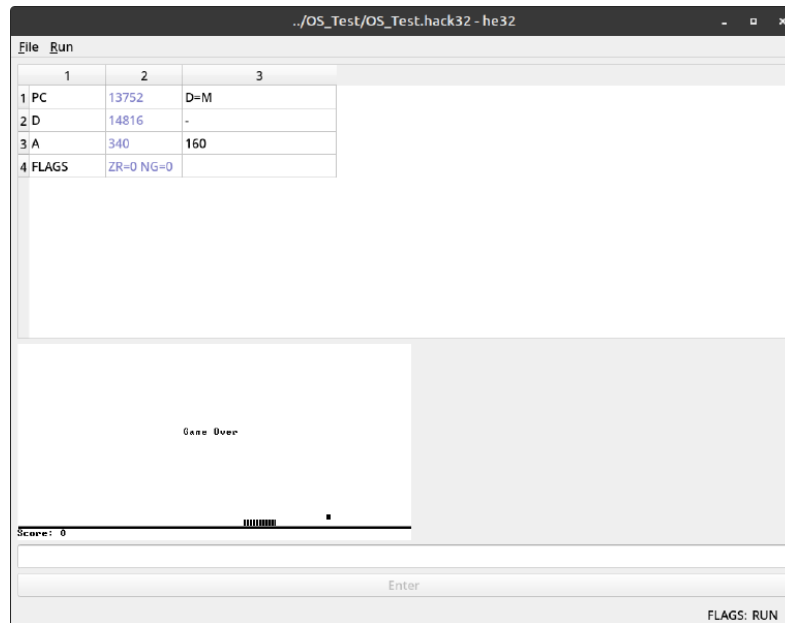 ../OS_Test/OS_Test.hack32 - he32
File Run
1 2 3
1 PC 13752 D=M
2 D 14816 -
3 A 340 160
4 FLAGS ZR=0 NG=0
Game Over
Score: 0
Enter
FLAGS: RUN